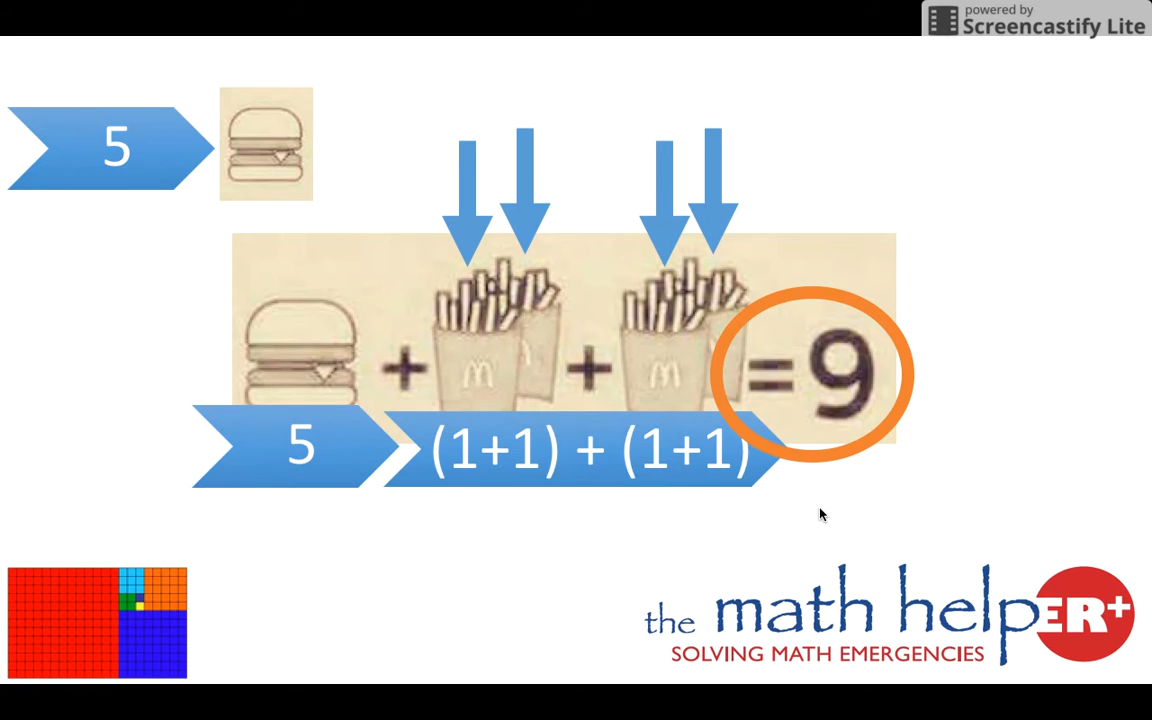 powered by
Screencastify Lite
5
+ + =9
5 (1+1) + (1+1)
the math helpER+
SOLVING MATH EMERGENCIES